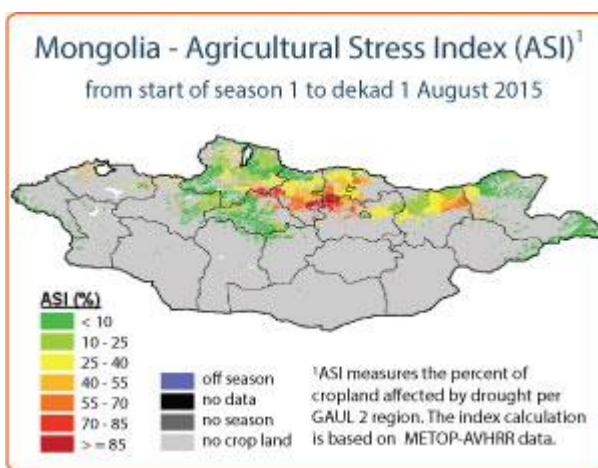 Mongolia - Agricultural Stress Index (ASI)¹
from start of season 1 to dekad 1 August 2015
ASI (%)
< 10
10 - 25
25 - 40
40 - 55
55 - 70
70 - 85
> = 85
off season
no data
no season
no crop land
¹ASI measures the percent of
cropland affected by drought per
GAUL 2 region. The index calculation
is based on METOP-AVHRR data.